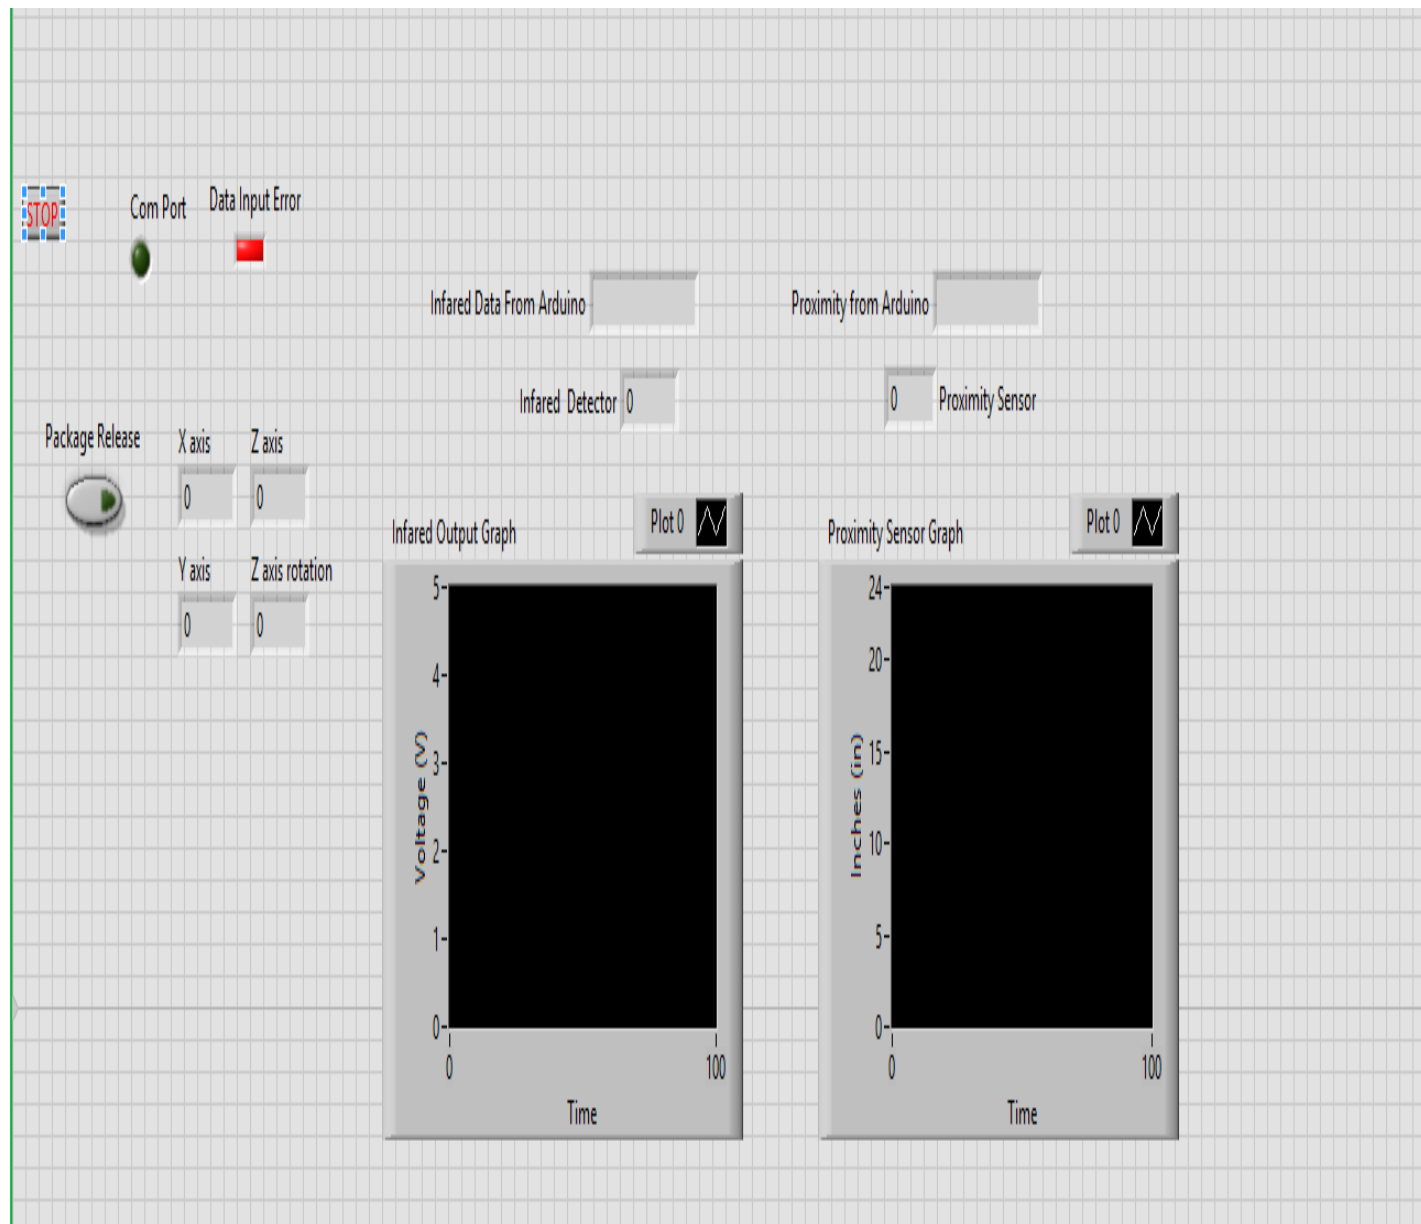 STOP
Com Port
Data Input Error
Infared Data From Arduino
Proximity from Arduino
Infared Detector 0
0 Proximity Sensor
Package Release
X axis
Z axis
0
0
Y axis
Z axis rotation
0
0
Infared Output Graph
Plot 0
5
4
3
2
1
0
Voltage (V)
0
100
Time
Proximity Sensor Graph
Plot 0
24
20
15
10
5
0
Inches (in)
0
100
Time